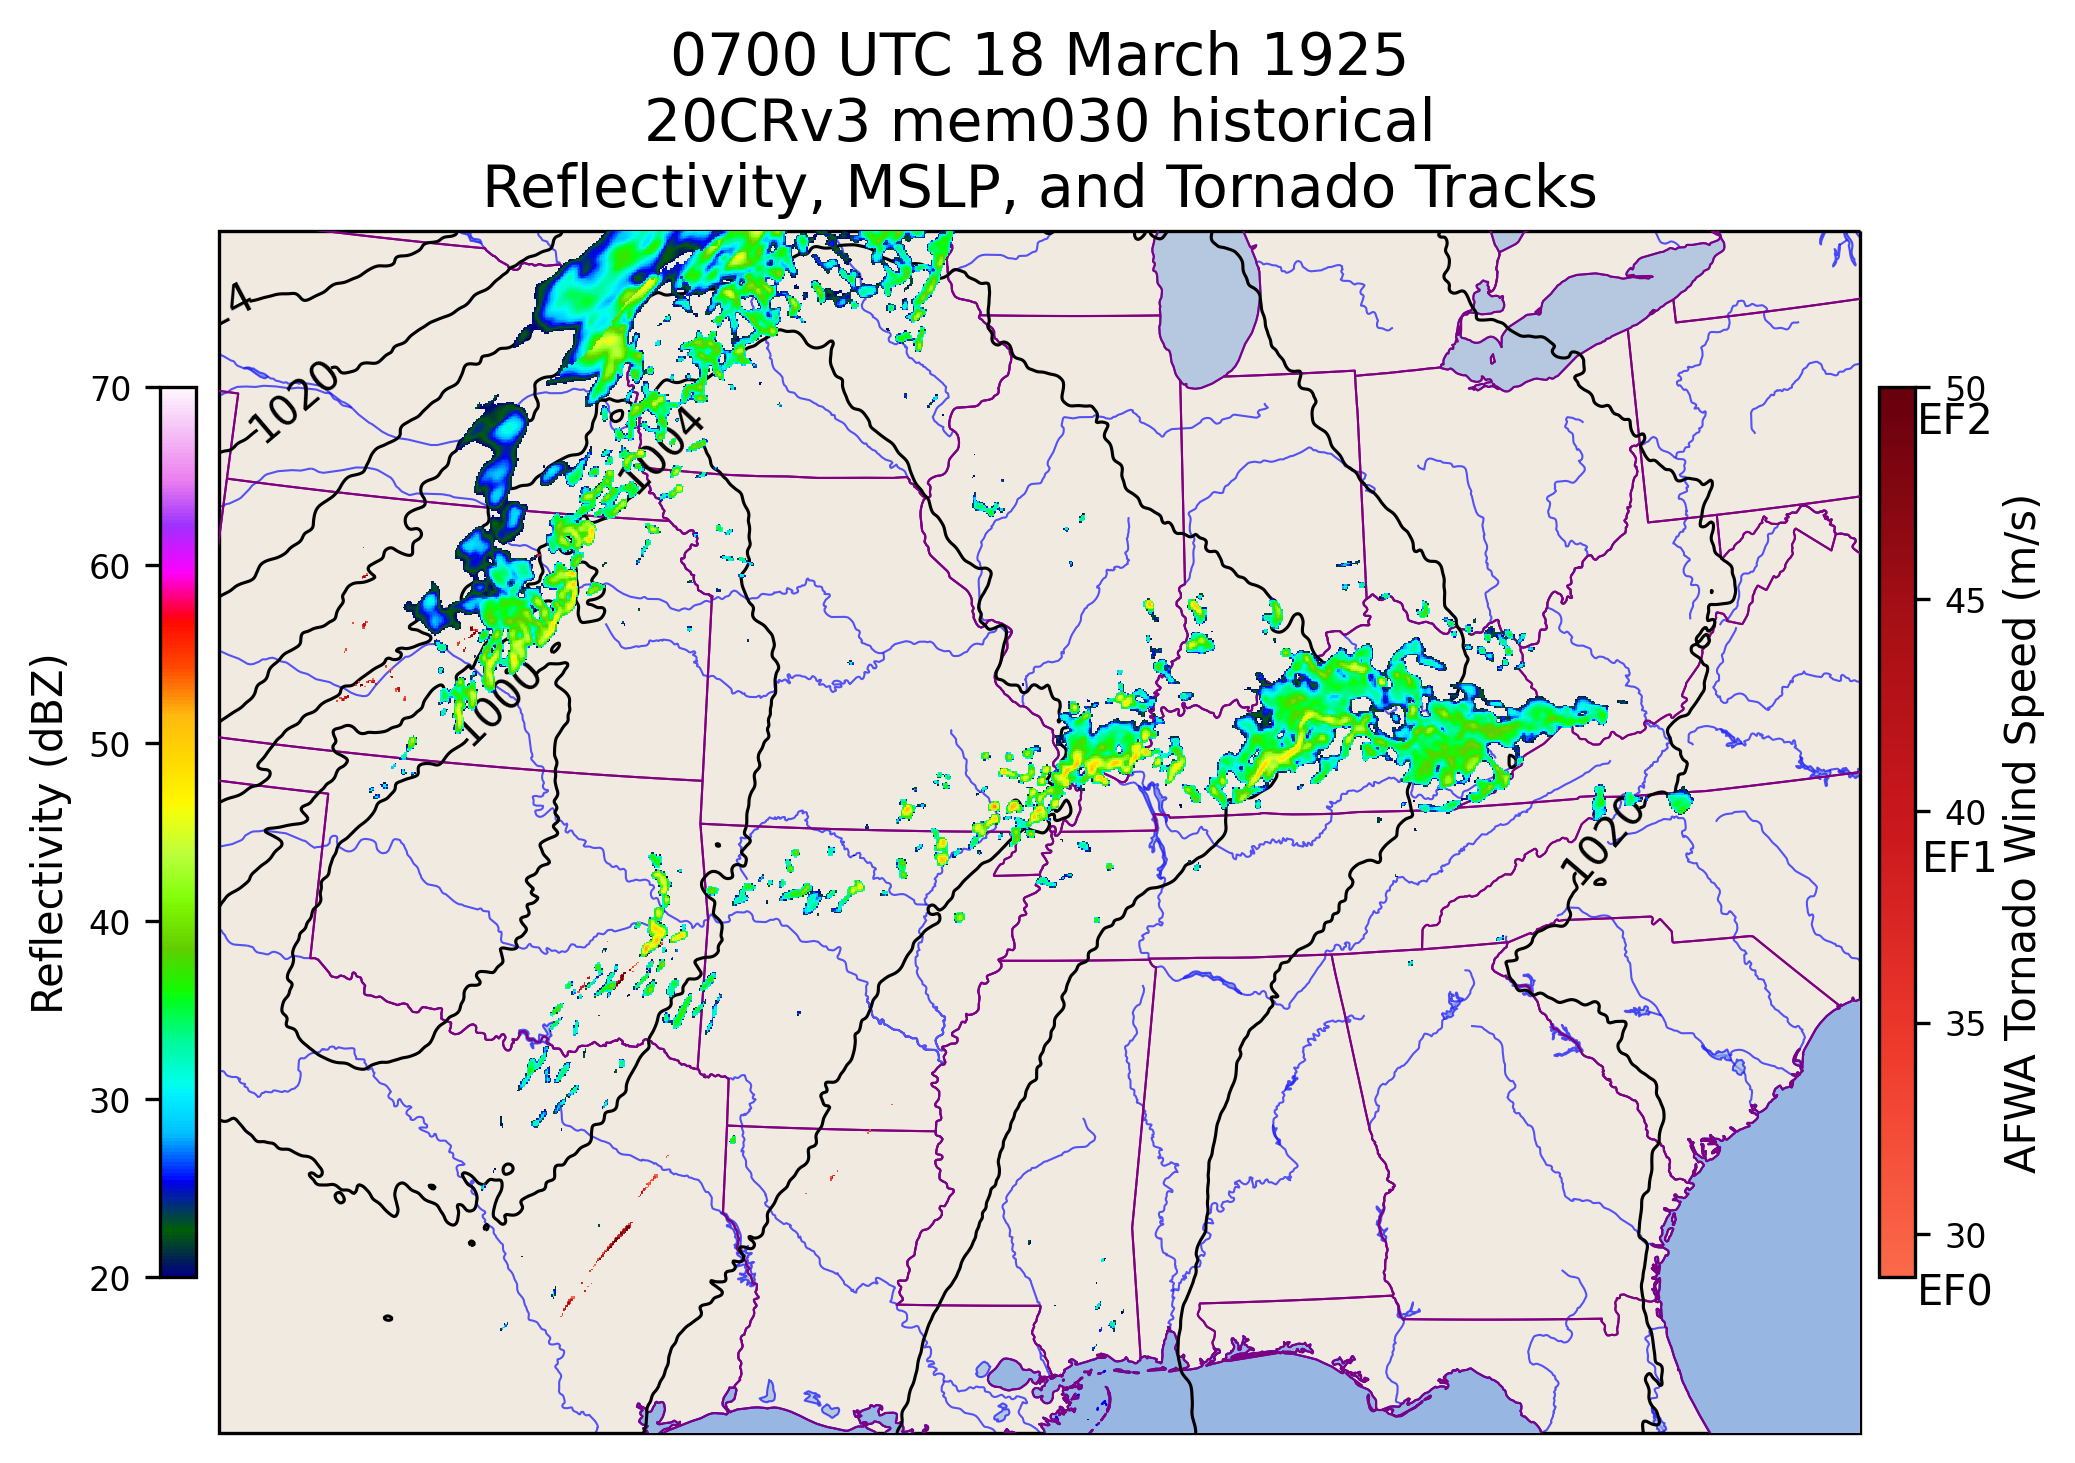 0700 UTC 18 March 1925
20CRv3 mem030 historical
Reflectivity, MSLP, and Tornado Tracks
Reflectivity (dBZ)
70
60
50
40
30
20
4
1020
1004
1000
1020
50
EF2
45
40
EF1
35
30
EF0
AFWA Tornado Wind Speed (m/s)